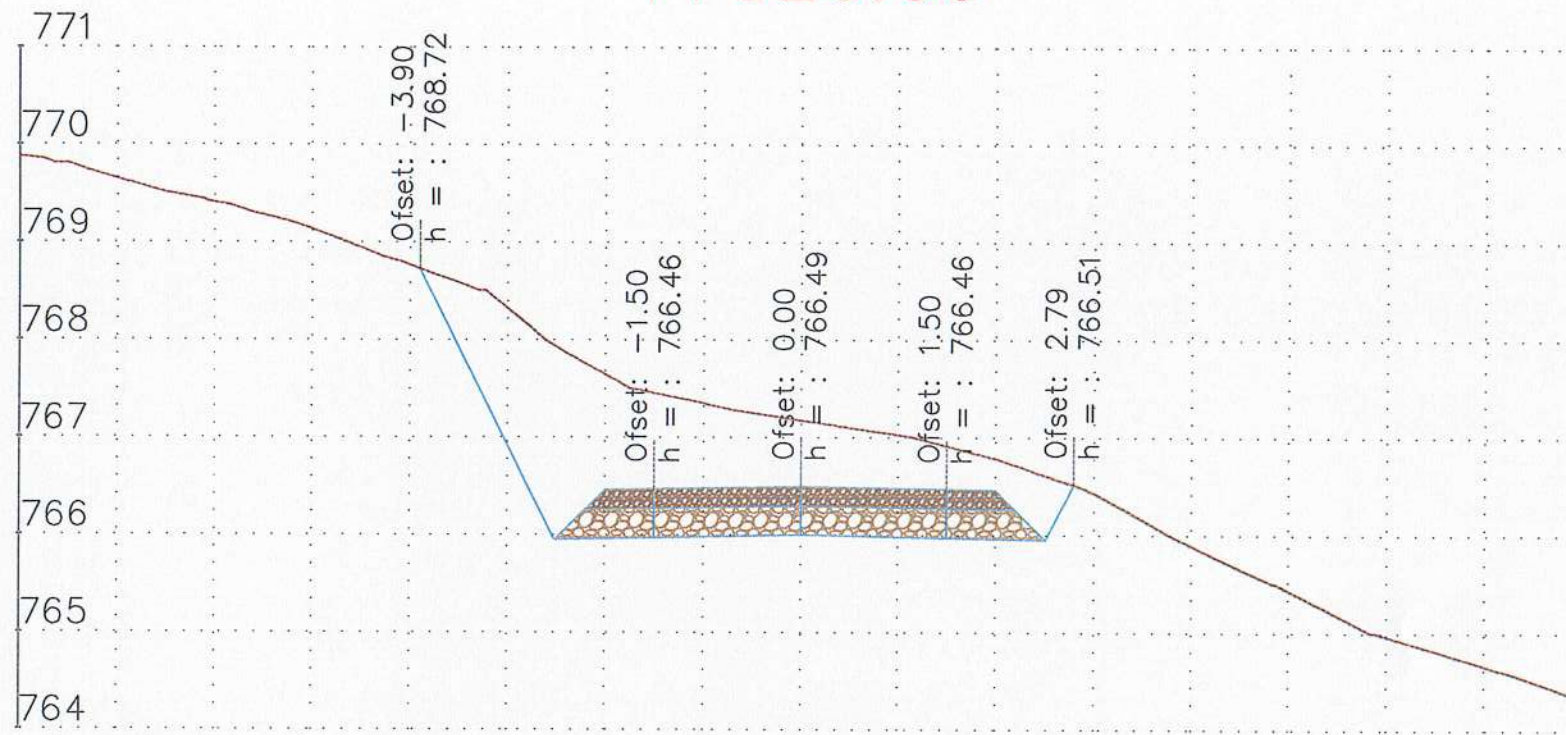 771
770
769
768
767
766
765
764
Ofset: -3.90
h = : 768.72
Ofset: -1.50
h = : 766.46
Ofset: 0.00
h = : 766.49
Ofset: 1.50
h = : 766.46
Ofset: 2.79
h = : 766.51